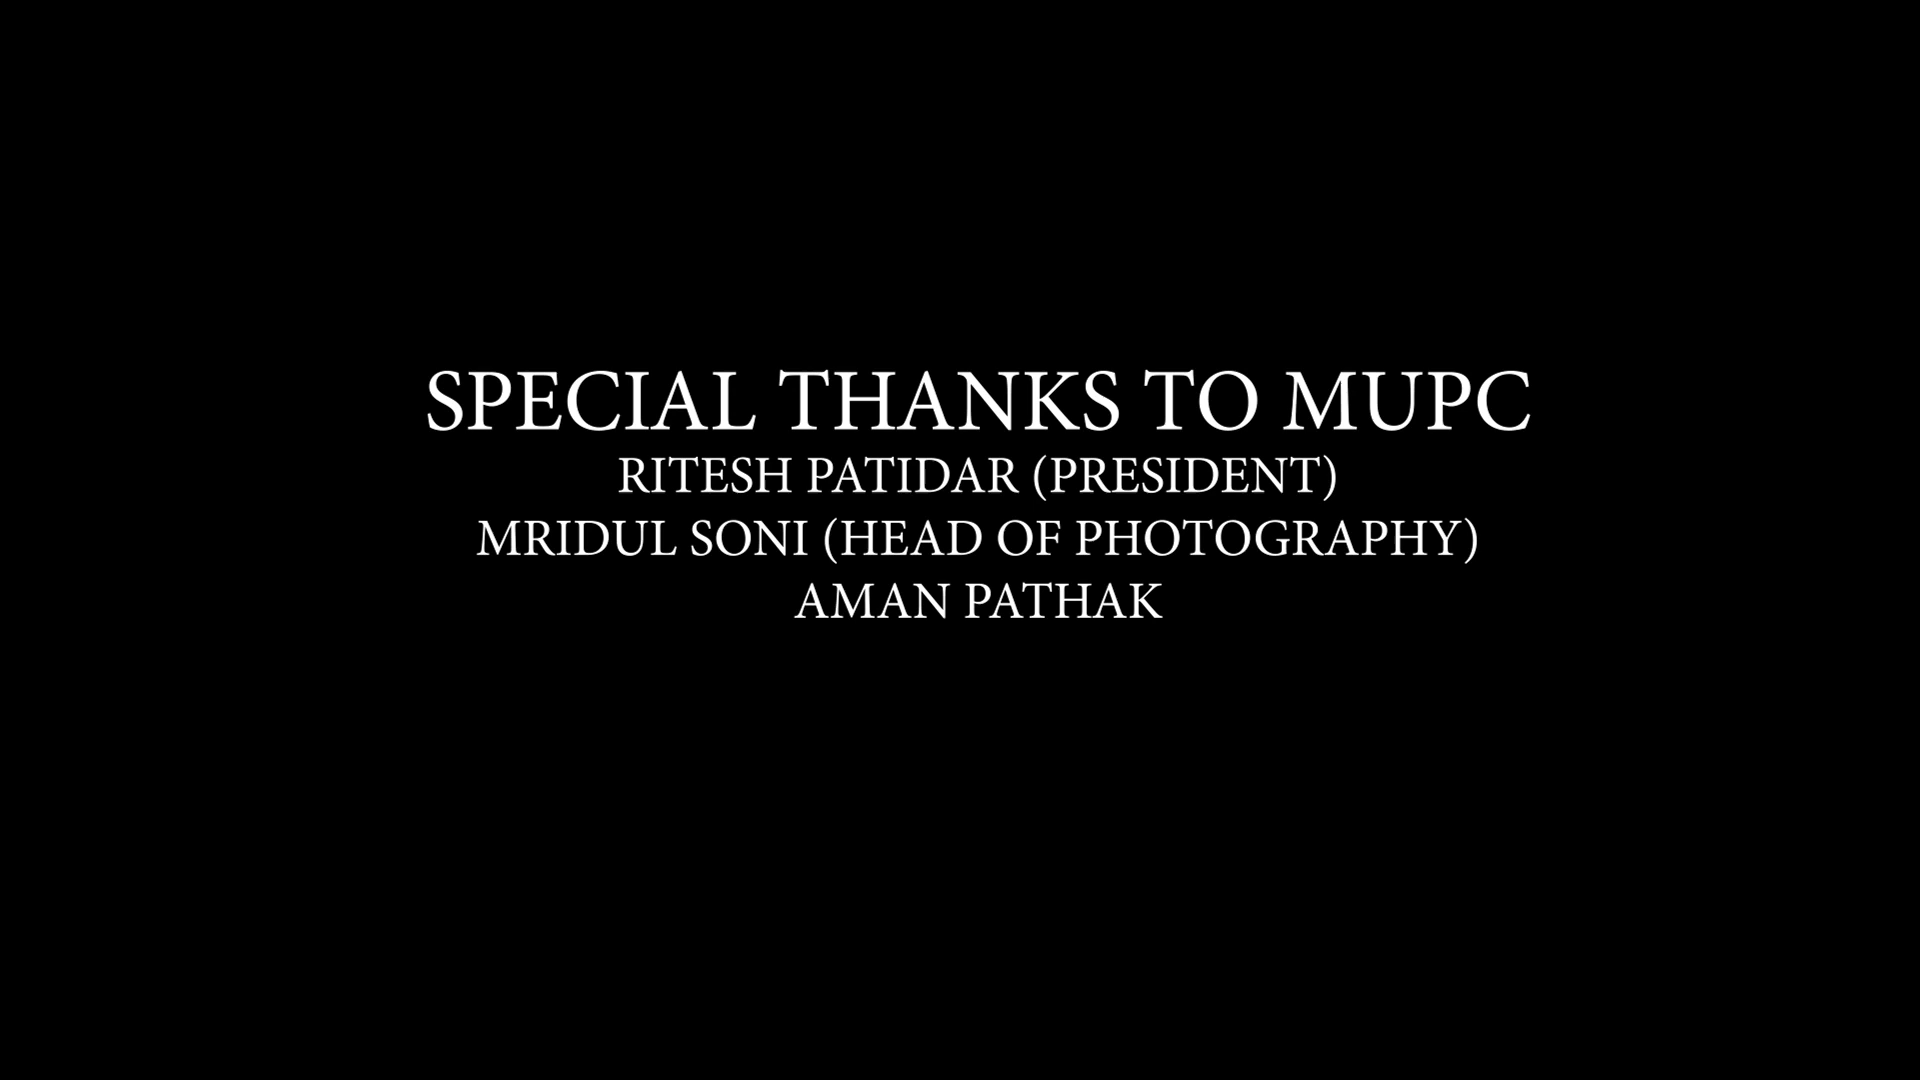 SPECIAL THANKS TO MUPC
RITESH PATIDAR (PRESIDENT)
MRIDUL SONI (HEAD OF PHOTOGRAPHY)
AMAN PATHAK